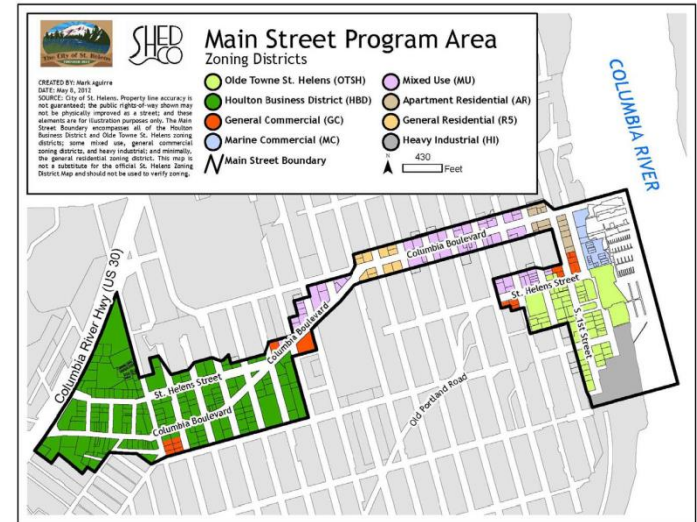 The City of St. Helens
SHED
CO
Main Street Program Area
Zoning Districts
CREATED BY: Mark Aguirre
DATE: May 8, 2012
SOURCE: City of St. Helens. Property line accuracy is
not guaranteed; the public rights-of-way shown may
not be physically improved as a street; and these
elements are for illustration purposes only. The Main
Street Boundary encompasses all of the Houlton
Business District and Olde Towne St. Helens zoning
districts; some mixed use, general commercial
zoning districts, and heavy industrial; and minimally,
the general residential zoning district. This map is
not a substitute for the official St. Helens Zoning
District Map and should not be used to verify zoning.
Olde Towne St. Helens (OTSH)
Houlton Business District (HBD)
General Commercial (GC)
Marine Commercial (MC)
Main Street Boundary
Mixed Use (MU)
Apartment Residential (AR)
General Residential (R5)
Heavy Industrial (HI)
N
430
Feet
COLUMBIA RIVER
Columbia River Hwy (US 30)
Columbia Boulevard
St. Helens Street
S. 1st Street
Columbia Boulevard
St. Helens Street
Columbia Boulevard
Old Portland Road